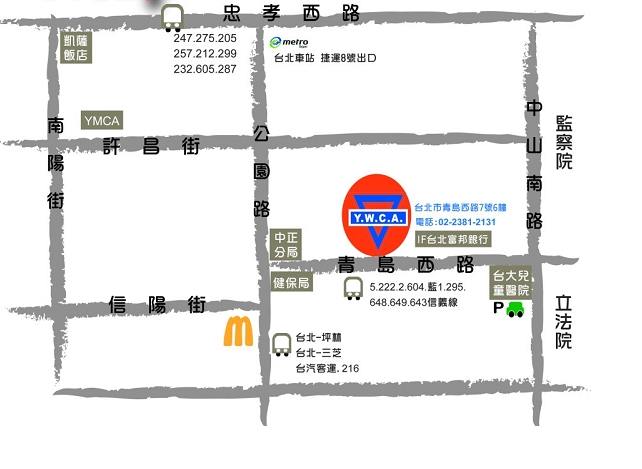 忠孝西路
凱薩
飯店
247.275.205
257.212.299
232.605.287
metro
台北車站 捷運8號出口
YMCA
許昌街
南陽街
公園路
中山南路
監察院
Y.W.C.A.
台北市青島西路7號6樓
電話:02-2381-2131
1F台北富邦銀行
中正
分局
青島西路
健保局
5.222.2.604.藍1.295.
648.649.643信義線
台大兒
童醫院
P
立法院
信陽街
台北-坪林
台北-三芝
台汽客運.216